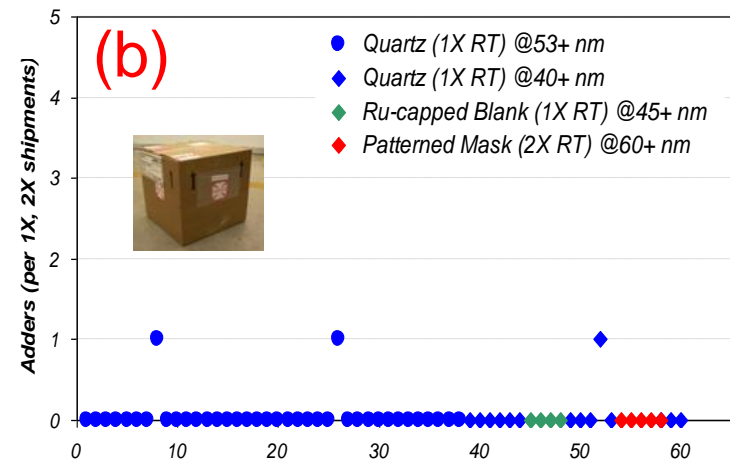 (b)
Quartz (1X RT) @53+ nm
Quartz (1X RT) @40+ nm
Ru-capped Blank (1X RT) @45+ nm
Patterned Mask (2X RT) @60+ nm
Adders (per 1X, 2X shipments)
5
4
3
2
1
0
0 10 20 30 40 50 60